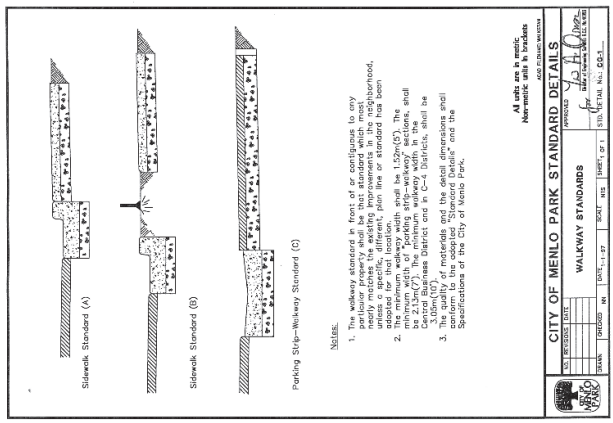 Sidewalk Standard (A)
Sidewalk Standard (B)
Parking Strip-Walkway Standard (C)
Notes:
1. The walkway standard in front of or contiguous to any
particular property shall be that standard which most
nearly matches the existing improvements in the neighborhood,
unless a specific, different, plan line or standard has been
adopted for that location.
2. The minimum walkway width shall be 1.52m(5'). The
minimum width of "parking strip-walkway" sections, shall
be 2.13m(7'). The minimum walkway width in the
Central Business District and in C-4 Districts, shall be
3.05m(10').
3. The quality of materials and the detail dimensions shall
conform to the adopted "Standard Details" and the
Specifications of the City of Menlo Park.
All units are in metric
Non-metric units in brackets
CITY OF MENLO PARK STANDARD DETAILS
CITY OF
MENLO
PARK
NO. REVISIONS DATE
WALKWAY STANDARDS
APPROVED
for
DRAWN CHECKED NN DATE 1-1-97 SCALE NTS SHEET 1 OF 1 STD. DETAIL No.: CG-1